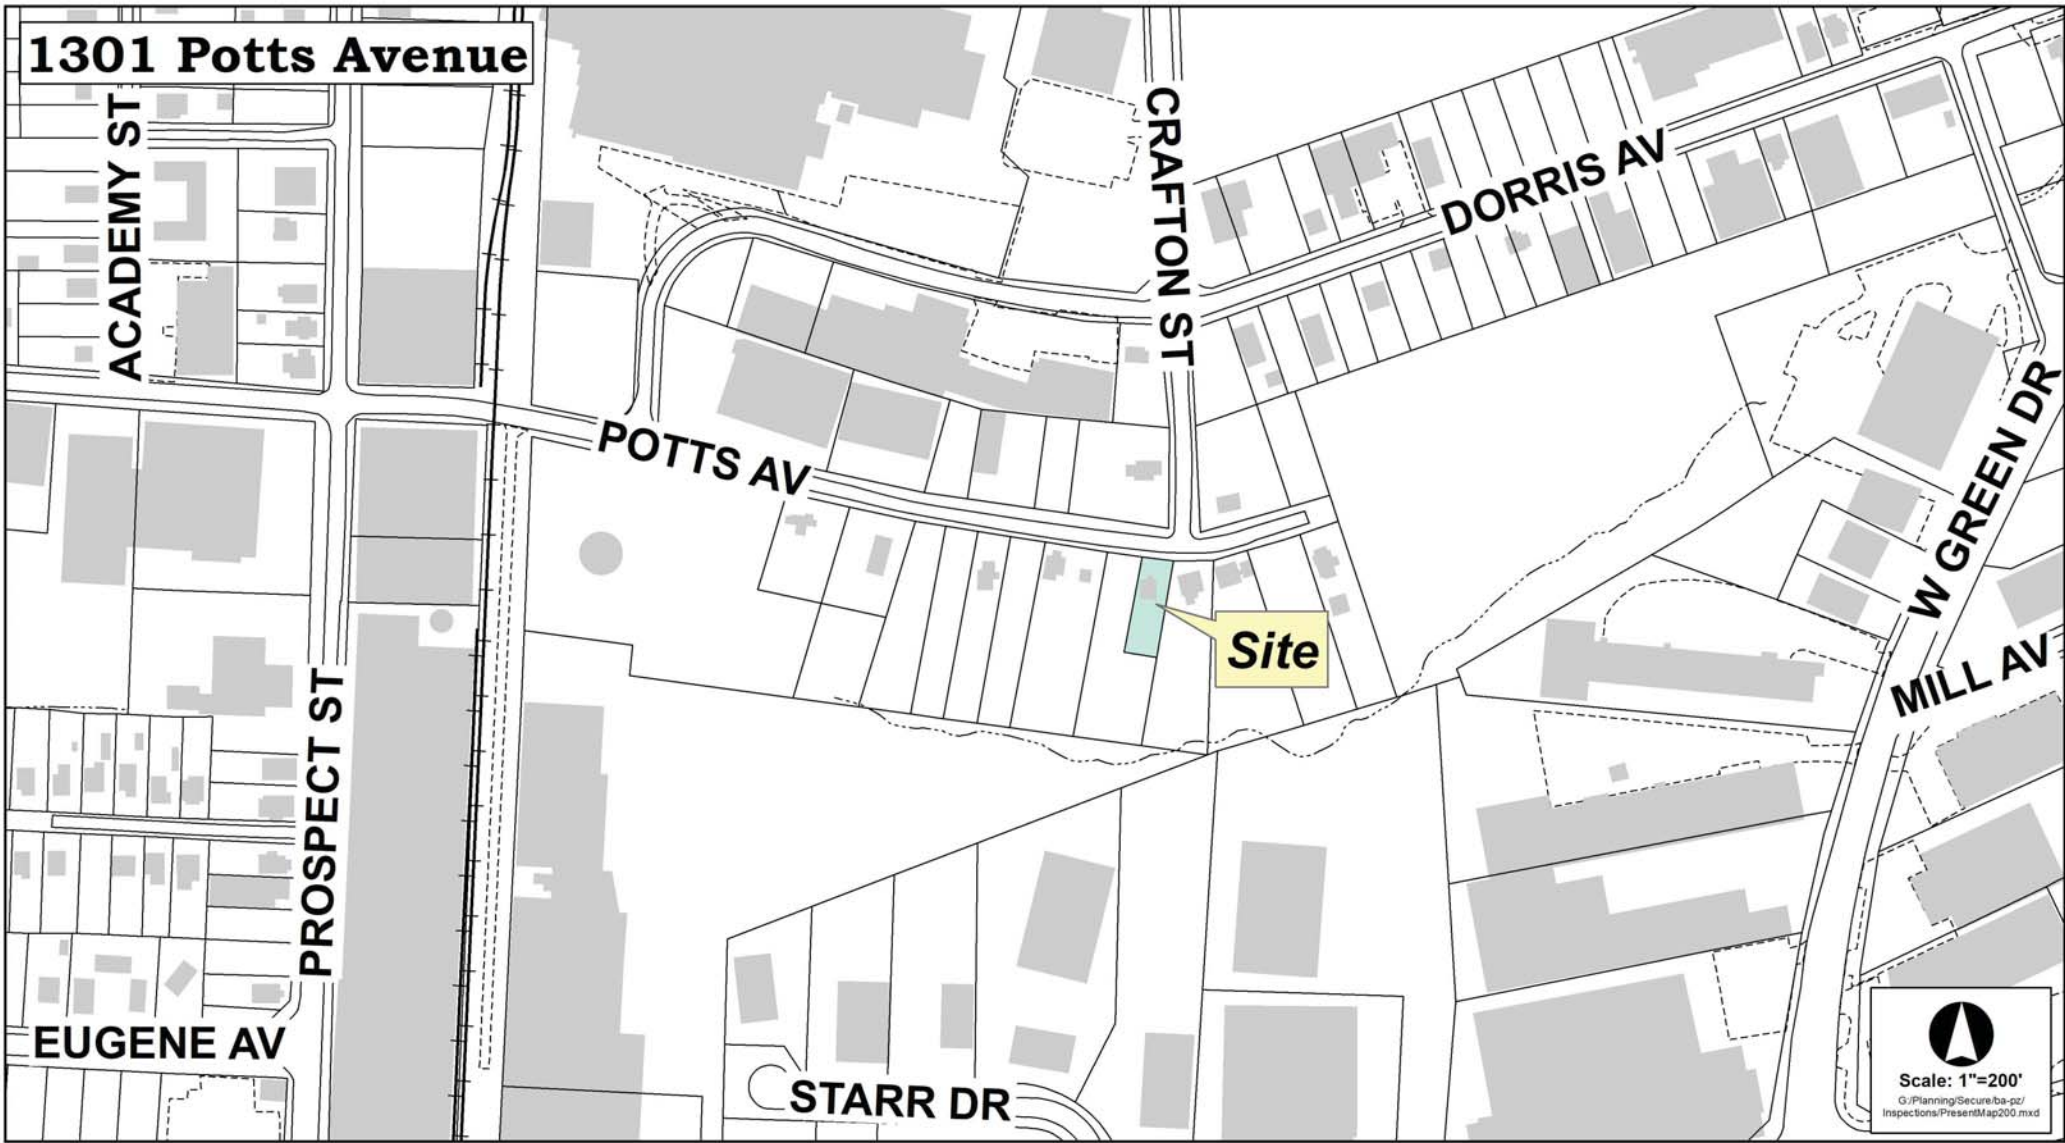 1301 Potts Avenue
ACADEMY ST
CRAFTON ST
DORRIS AV
POTTS AV
W GREEN DR
Site
MILL AV
PROSPECT ST
EUGENE AV
STARR DR
Scale: 1"=200'
G:/Planning/Secure/ba-pz/
Inspections/PresentMap200.mxd